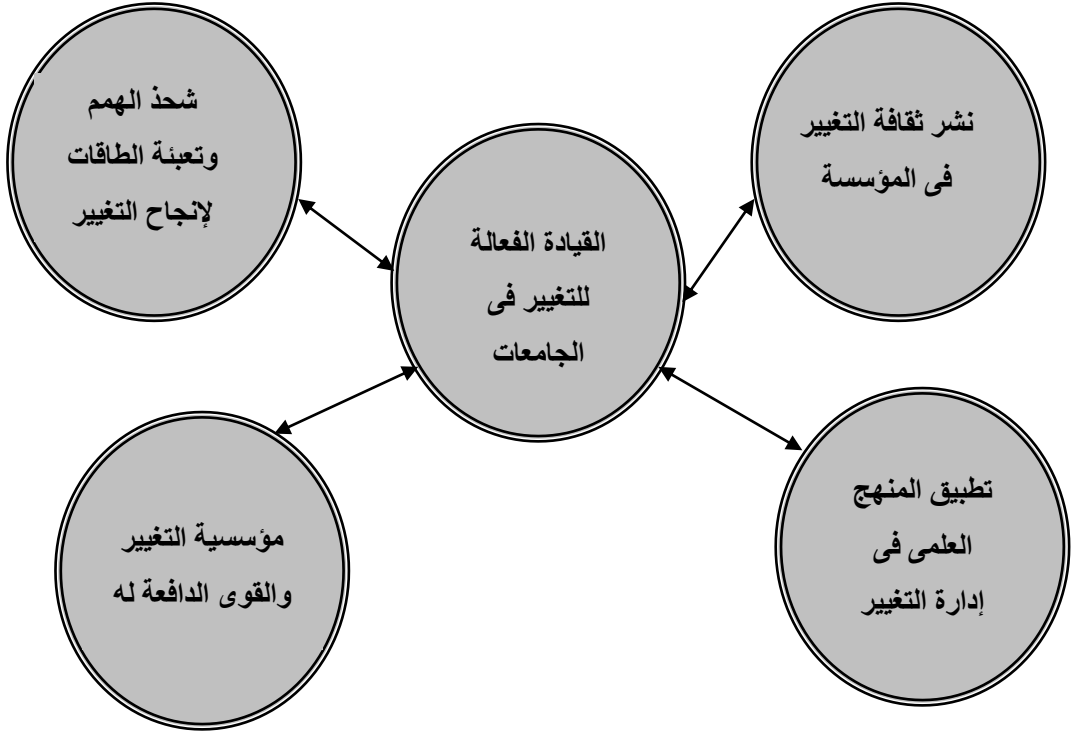 نشر ثقافة التغيير
فى المؤسسة
شحذ الهمم
وتعبئة الطاقات
لإنجاح التغيير
القيادة الفعالة
للتغيير فى
الجامعات
تطبيق المنهج
العلمى فى
إدارة التغيير
مؤسسية التغيير
والقوى الدافعة له